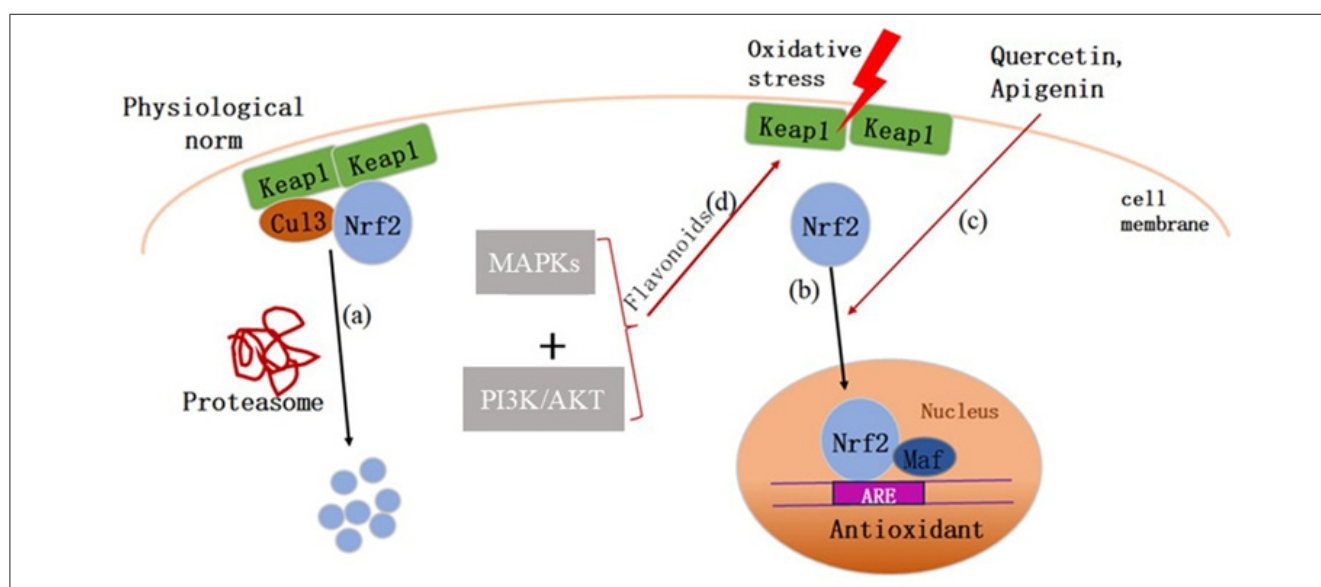 Physiological
norm
Keap1
Keap1
Cul3
Nrf2
(a)
Proteasome
MAPKs
+
PI3K/AKT
Flavonoids
(d)
Oxidative
stress
Keap1
Keap1
Nrf2
(b)
Quercetin,
Apigenin
(c)
cell
membrane
Nucleus
Nrf2
Maf
ARE
Antioxidant